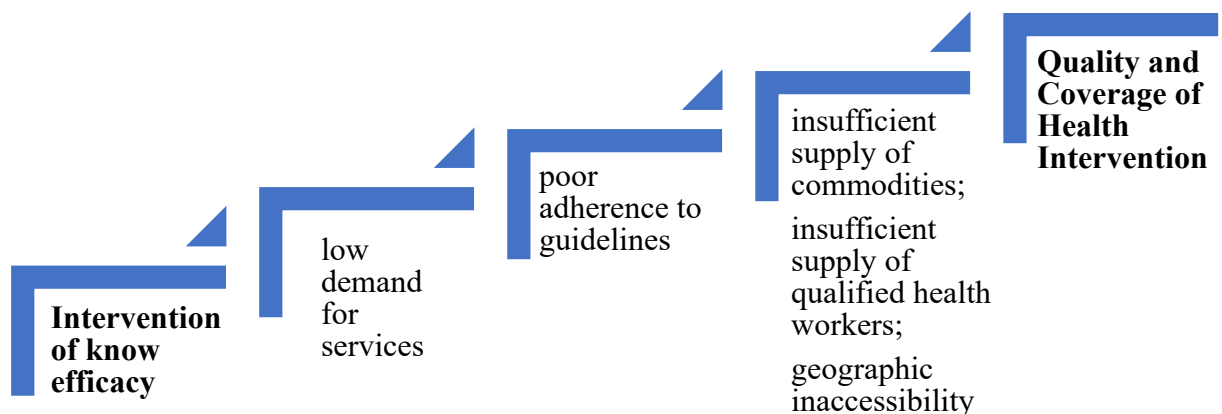 Intervention
of know
efficacy
low
demand
for
services
poor
adherence to
guidelines
insufficient
supply of
commodities;
insufficient
supply of
qualified health
workers;
geographic
inaccessibility
Quality and
Coverage of
Health
Intervention